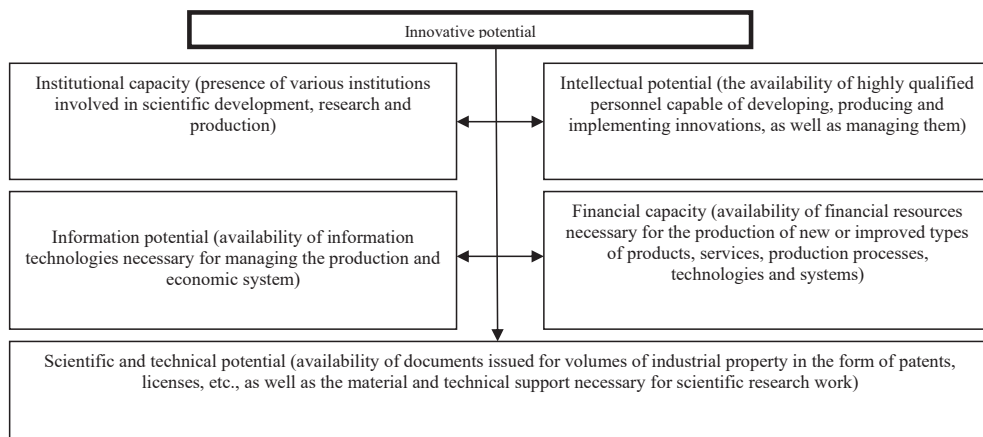 Innovative potential
Institutional capacity (presence of various institutions
involved in scientific development, research and
production)
Intellectual potential (the availability of highly qualified
personnel capable of developing, producing and
implementing innovations, as well as managing them)
Information potential (availability of information
technologies necessary for managing the production and
economic system)
Financial capacity (availability of financial resources
necessary for the production of new or improved types
of products, services, production processes,
technologies and systems)
Scientific and technical potential (availability of documents issued for volumes of industrial property in the form of patents,
licenses, etc., as well as the material and technical support necessary for scientific research work)